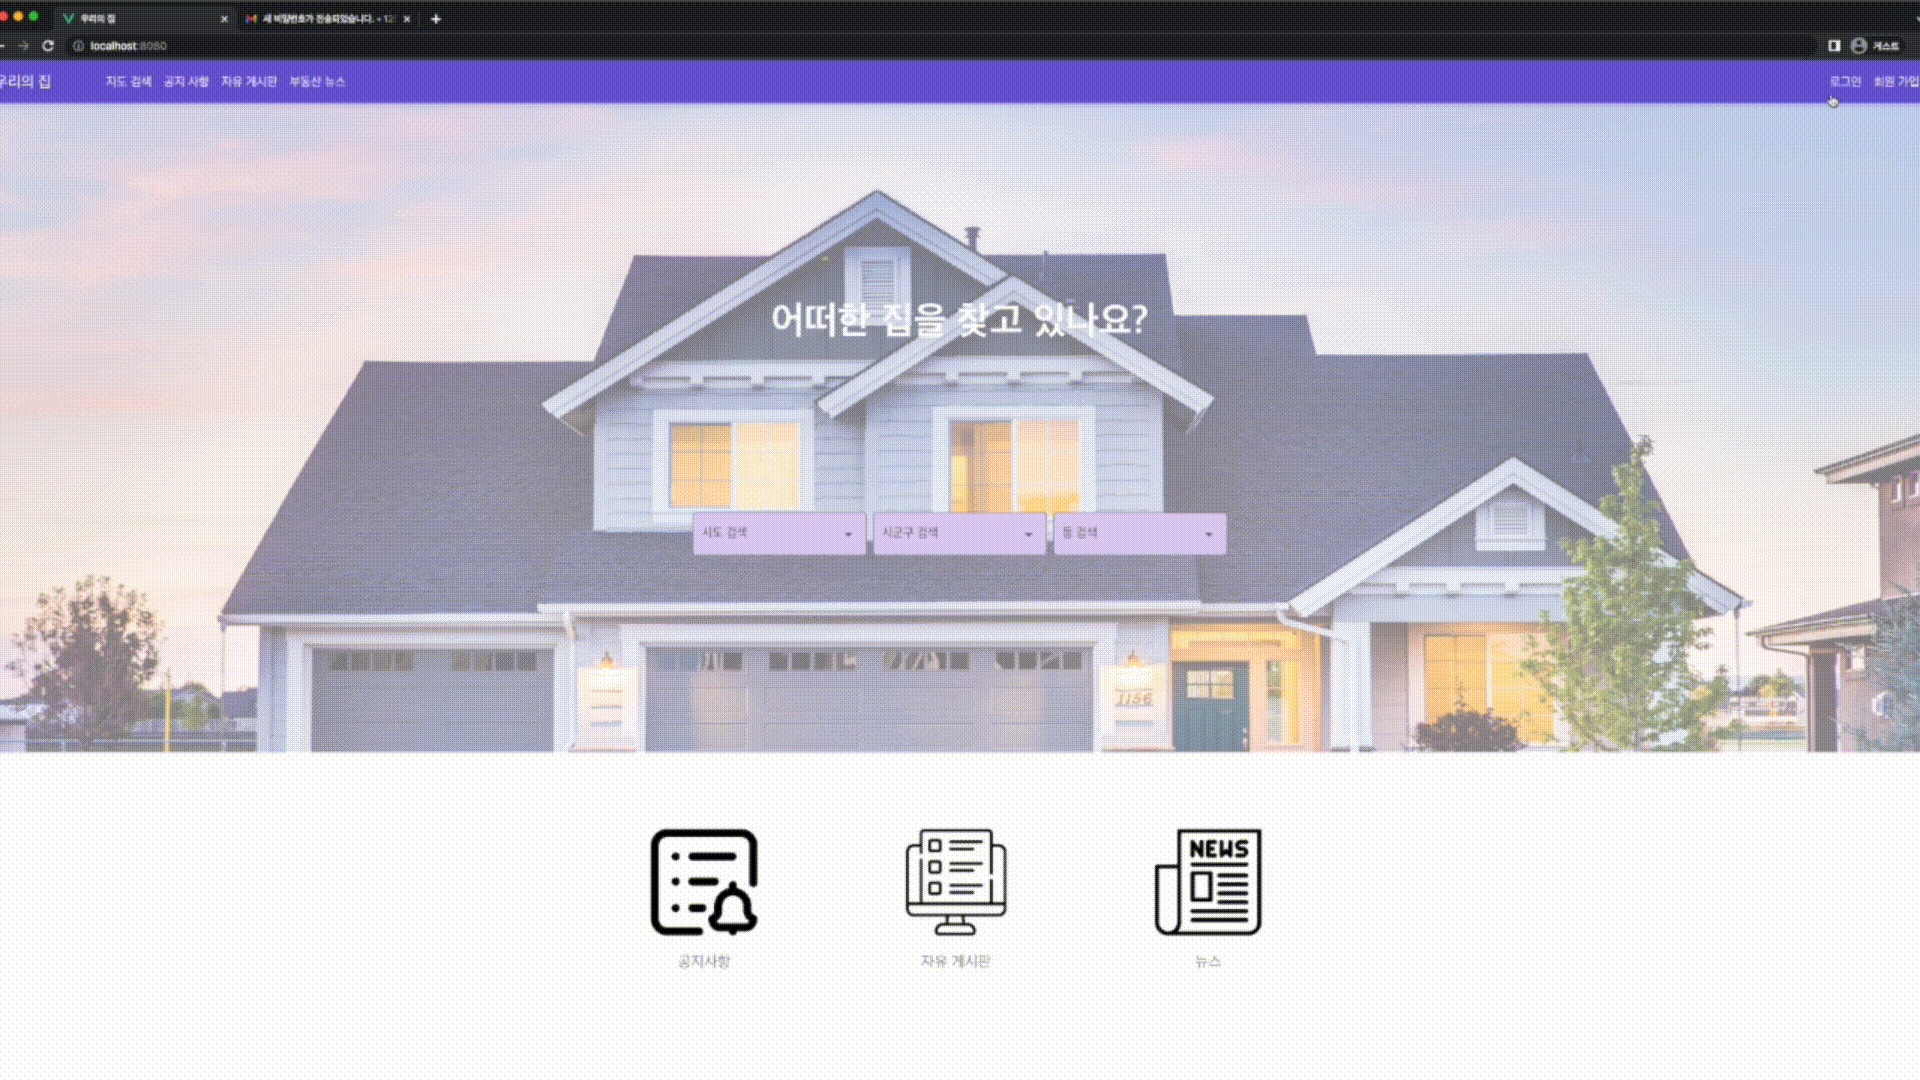 우리의 집
새 비밀번호가 전송되었습니다. - 12
localhost:8080
게스트
우리의 집 지도 검색 공지 사항 자유 게시판 부동산 뉴스 로그인 회원 가입
어떠한 집을 찾고 있나요?
시도 검색 시군구 검색 동 검색
1156
NEWS
공지사항 자유 게시판 뉴스